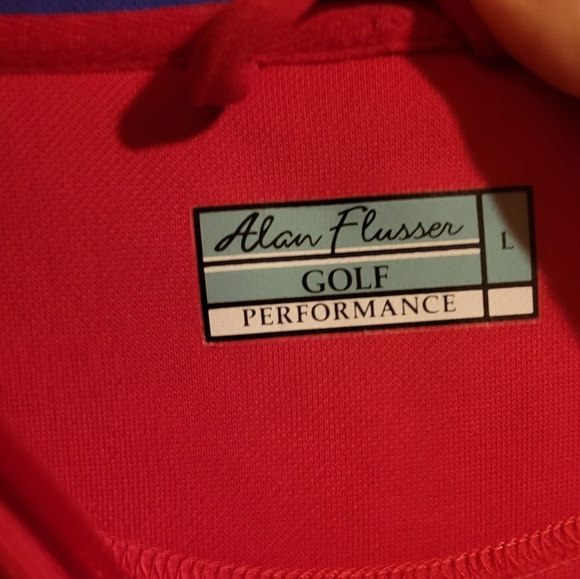 Alan Flusser
L
GOLF
PERFORMANCE